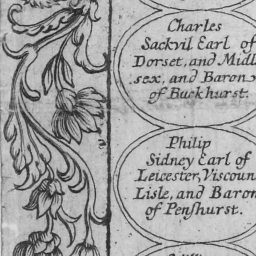 Charles
Sackvil Earl of
Dorset, and Midl
sex, and Baron
of Buckhurst.
Philip
Sidney Earl of
Leicester, Viscoun
Lisle, and Baron
of Penshurst.